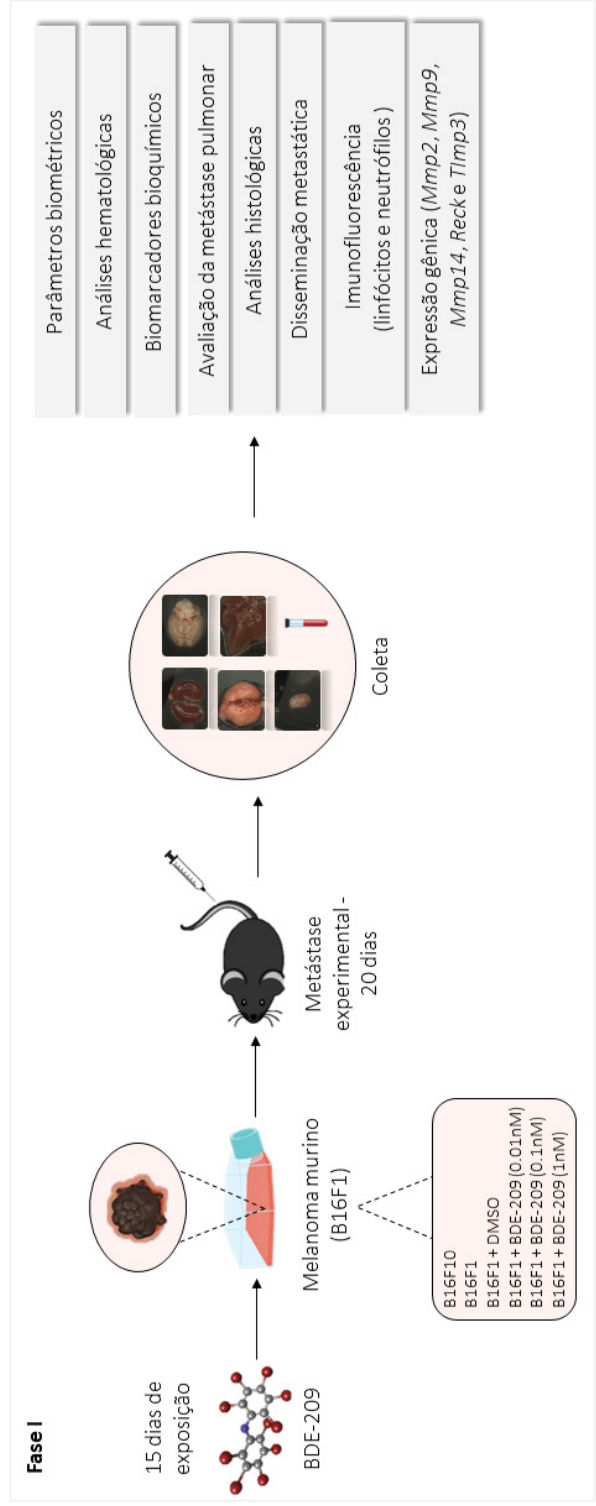 Fase I
15 dias de
exposição
BDE-209
Melanoma murino
(B16F1)
B16F10
B16F1
B16F1 + DMSO
B16F1 + BDE-209 (0.01nM)
B16F1 + BDE-209 (0.1nM)
B16F1 + BDE-209 (1nM)
Metástase
experimental -
20 dias
Coleta
Parâmetros biométricos
Análises hematológicas
Biomarcadores bioquímicos
Avaliação da metástase pulmonar
Análises histológicas
Disseminação metastática
Imunofluorescência
(linfócitos e neutrófilos )
Expressão gênica (Mmp2, Mmp9,
Mmp14, Reck e TImp3)